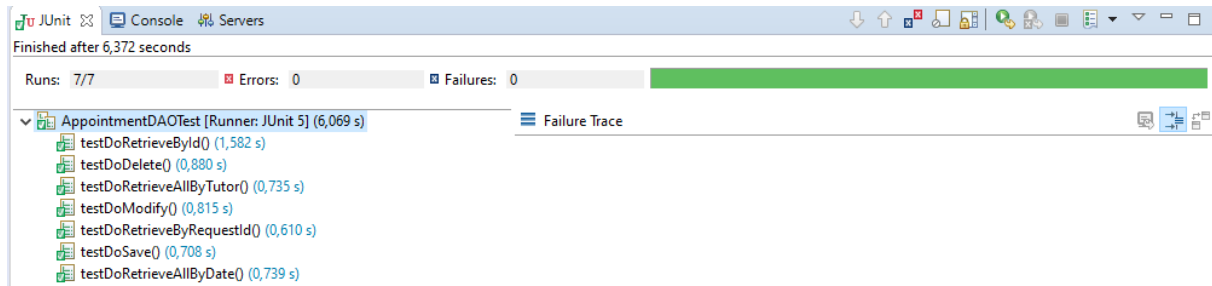 JUnit Console Servers
Finished after 6,372 seconds
Runs: 7/7 Errors: 0 Failures: 0
AppointmentDAOTest [Runner: JUnit 5] (6,069 s) Failure Trace
testDoRetrieveById() (1,582 s)
testDoDelete() (0,880 s)
testDoRetrieveAllByTutor() (0,735 s)
testDoModify() (0,815 s)
testDoRetrieveByRequestId() (0,610 s)
testDoSave() (0,708 s)
testDoRetrieveAllByDate() (0,739 s)